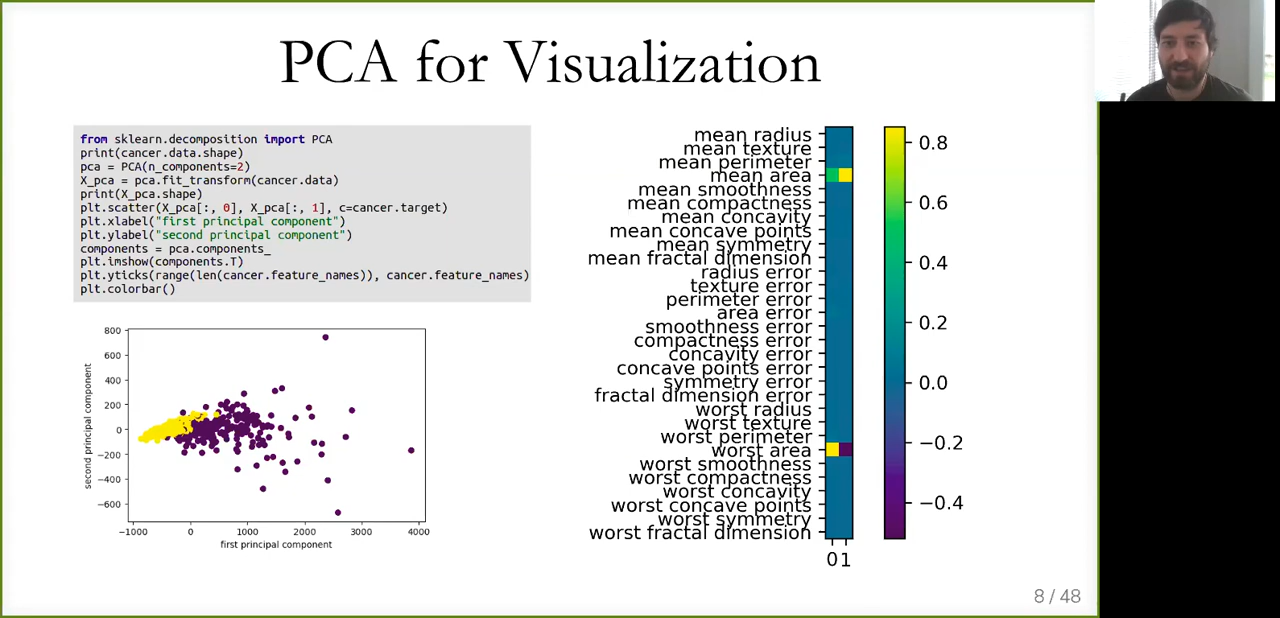 PCA for Visualization
from sklearn.decomposition import PCA
print(cancer.data.shape)
pca = PCA(n_components=2)
X_pca = pca.fit_transform(cancer.data)
print(X_pca.shape)
plt.scatter(X_pca[:, 0], X_pca[:, 1], c=cancer.target)
plt.xlabel("first principal component")
plt.ylabel("second principal component")
components = pca.components_
plt.imshow(components.T)
plt.yticks(range(len(cancer.feature_names)), cancer.feature_names)
plt.colorbar()
800
600
400
200
0
−200
−400
−600
second principal component
−1000 0 1000 2000 3000 4000
first principal component
mean radius
mean texture
mean perimeter
mean area
mean smoothness
mean compactness
mean concavity
mean concave points
mean symmetry
mean fractal dimension
radius error
texture error
perimeter error
area error
smoothness error
compactness error
concavity error
concave points error
symmetry error
fractal dimension error
worst radius
worst texture
worst perimeter
worst area
worst smoothness
worst compactness
worst concavity
worst concave points
worst symmetry
worst fractal dimension
0 1
0.8
0.6
0.4
0.2
0.0
−0.2
−0.4
8 / 48